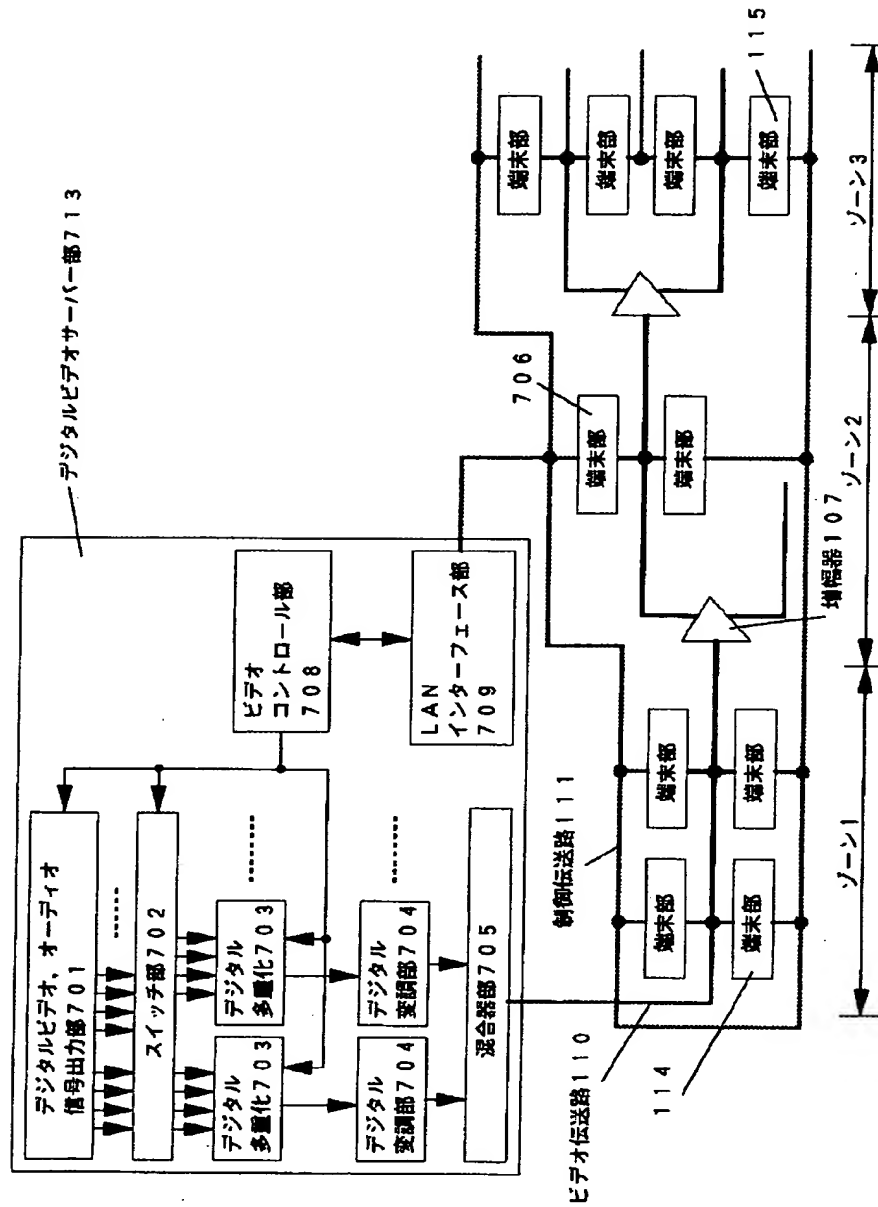 デジタルビデオサーバー部713
デジタルビデオ、オーディオ
信号出力部701
スイッチ部702
デジタル
多重化703
デジタル
多重化703
デジタル
変調部704
デジタル
変調部704
混合器部705
ビデオ
コントロール部
708
LAN
インターフェース部
709
ビデオ伝送路110
制御伝送路111
端末部
端末部
端末部
端末部
114
増幅器107
706
端末部
端末部
端末部
端末部
端末部
端末部
115
ゾーン1
ゾーン2
ゾーン3